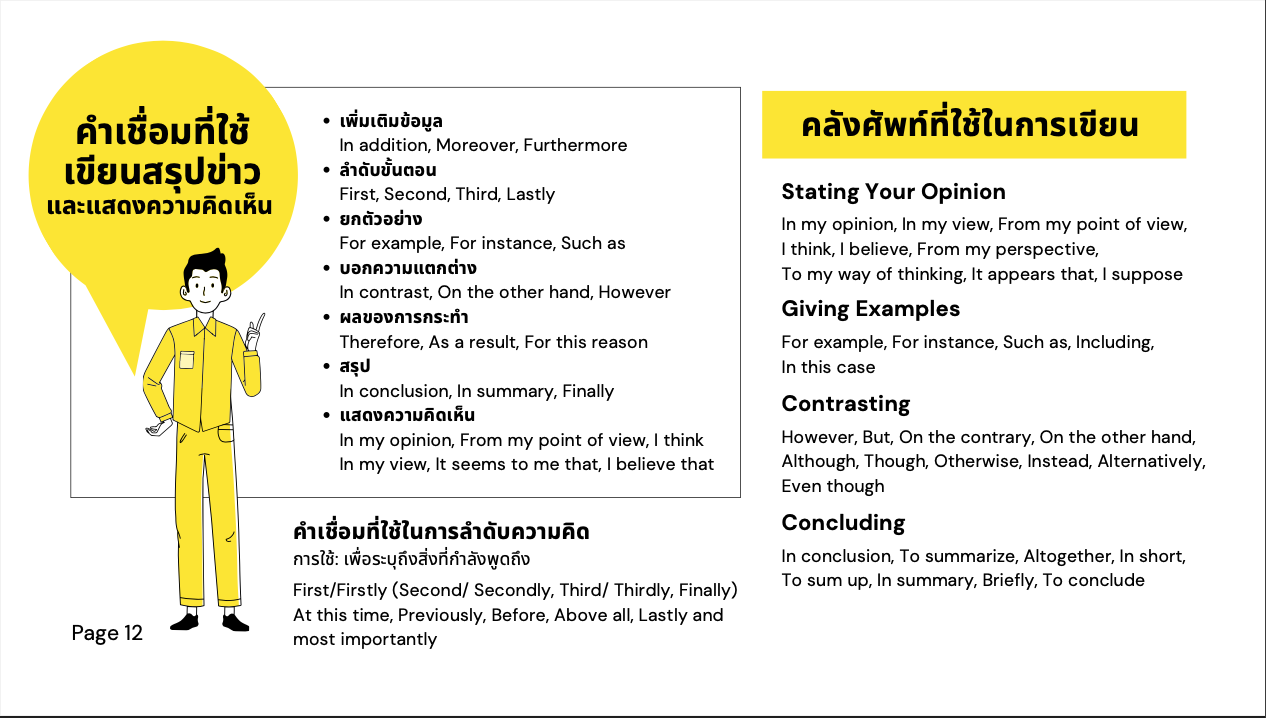 คำเชื่อมที่ใช้
เขียนสรุปข่าว
และแสดงความคิดเห็น
• เพิ่มเติมข้อมูล
In addition, Moreover, Furthermore
• ลำดับขั้นตอน
First, Second, Third, Lastly
• ยกตัวอย่าง
For example, For instance, Such as
• บอกความแตกต่าง
In contrast, On the other hand, However
• ผลของการกระทำ
Therefore, As a result, For this reason
• สรุป
In conclusion, In summary, Finally
• แสดงความคิดเห็น
In my opinion, From my point of view, I think
In my view, It seems to me that, I believe that
คำเชื่อมที่ใช้ในการลำดับความคิด
การใช้: เพื่อระบุถึงสิ่งที่กำลังพูดถึง
First/Firstly (Second/ Secondly, Third/ Thirdly, Finally)
At this time, Previously, Before, Above all, Lastly and
most importantly
Page 12
คลังศัพท์ที่ใช้ในการเขียน
Stating Your Opinion
In my opinion, In my view, From my point of view,
I think, I believe, From my perspective,
To my way of thinking, It appears that, I suppose
Giving Examples
For example, For instance, Such as, Including,
In this case
Contrasting
However, But, On the contrary, On the other hand,
Although, Though, Otherwise, Instead, Alternatively,
Even though
Concluding
In conclusion, To summarize, Altogether, In short,
To sum up, In summary, Briefly, To conclude